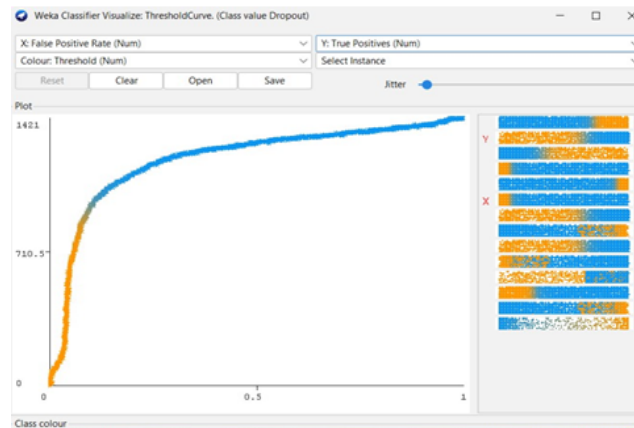 Weka Classifier Visualize: ThresholdCurve. (Class value Dropout)
X: False Positive Rate (Num)
Y: True Positives (Num)
Colour: Threshold (Num)
Select Instance
Reset
Clear
Open
Save
Jitter
Plot
1421
710.5
0
0
0.5
1
Y
X
Class colour